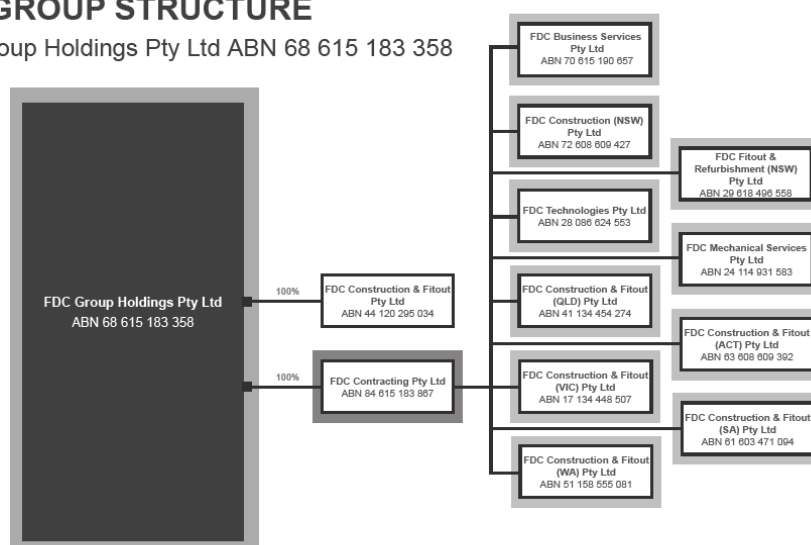 GROUP STRUCTURE
oup Holdings Pty Ltd ABN 68 615 183 358
FDC Group Holdings Pty Ltd
ABN 68 615 183 358
100%
FDC Construction & Fitout
Pty Ltd
ABN 44 120 295 034
100%
FDC Contracting Pty Ltd
ABN 84 615 183 867
FDC Business Services
Pty Ltd
ABN 70 615 190 657
FDC Construction (NSW)
Pty Ltd
ABN 72 608 609 427
FDC Fitout &
Refurbishment (NSW)
Pty Ltd
ABN 29 618 496 558
FDC Technologies Pty Ltd
ABN 28 086 624 553
FDC Mechanical Services
Pty Ltd
ABN 24 114 931 583
FDC Construction & Fitout
(QLD) Pty Ltd
ABN 41 134 454 274
FDC Construction & Fitout
(ACT) Pty Ltd
ABN 63 608 609 392
FDC Construction & Fitout
(VIC) Pty Ltd
ABN 17 134 448 507
FDC Construction & Fitout
(SA) Pty Ltd
ABN 61 603 471 094
FDC Construction & Fitout
(WA) Pty Ltd
ABN 51 158 555 081